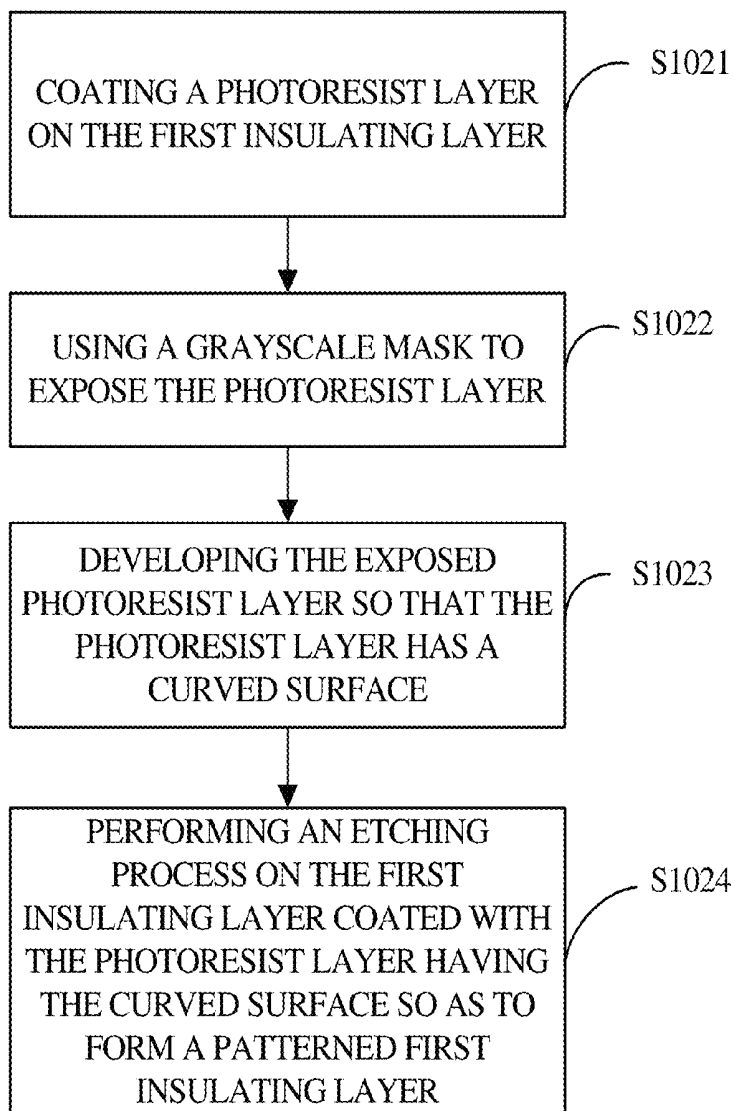 COATING A PHOTORESIST LAYER
ON THE FIRST INSULATING LAYER
S1021
USING A GRAYSCALE MASK TO
EXPOSE THE PHOTORESIST LAYER
S1022
DEVELOPING THE EXPOSED
PHOTORESIST LAYER SO THAT THE
PHOTORESIST LAYER HAS A
CURVED SURFACE
S1023
PERFORMING AN ETCHING
PROCESS ON THE FIRST
INSULATING LAYER COATED WITH
THE PHOTORESIST LAYER HAVING
THE CURVED SURFACE SO AS TO
FORM A PATTERNED FIRST
INSULATING LAYER
S1024